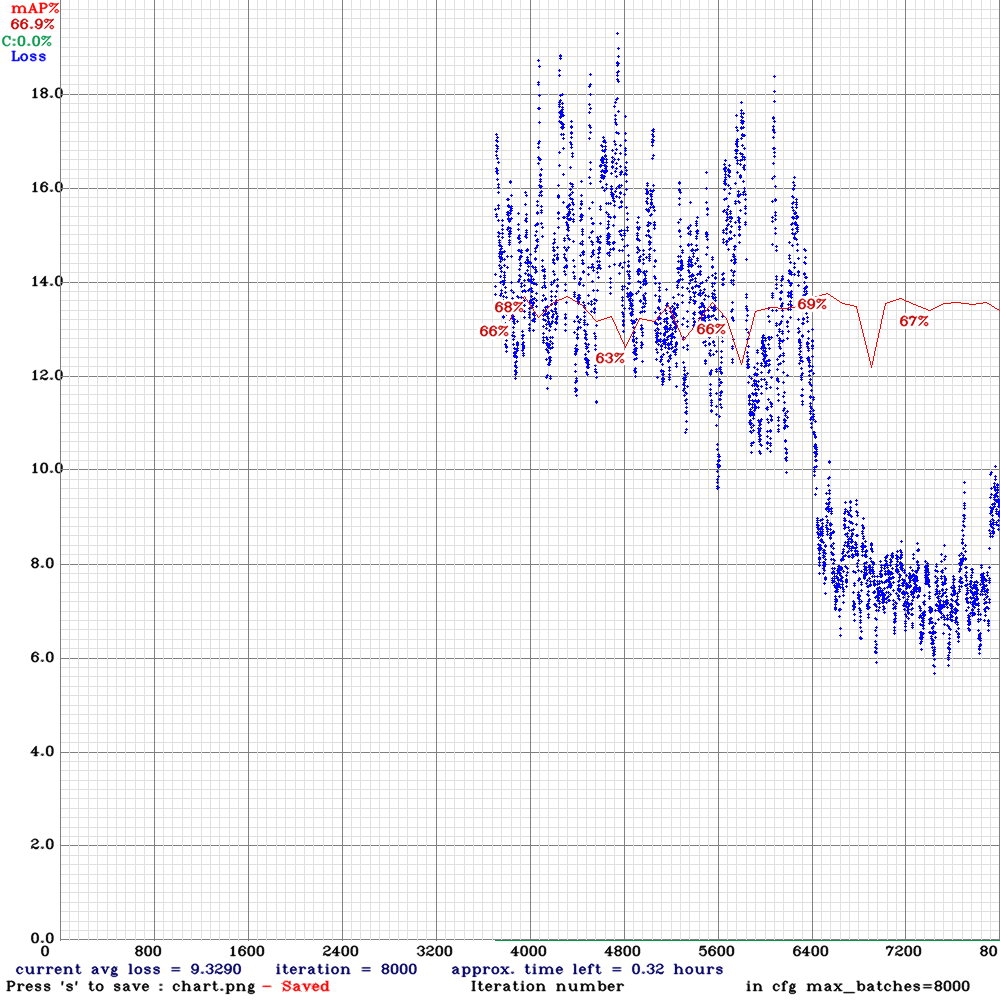 mAP%
66.9%
C:0.0%
Loss
18.0
16.0
14.0
12.0
10.0
8.0
6.0
4.0
2.0
0.0
68%
66%
63%
66%
69%
67%
0 800 1600 2400 3200 4000 4800 5600 6400 7200 80
current avg loss = 9.3290 iteration = 8000 approx. time left = 0.32 hours
Press 's' to save : chart.png - Saved Iteration number in cfg max_batches=8000